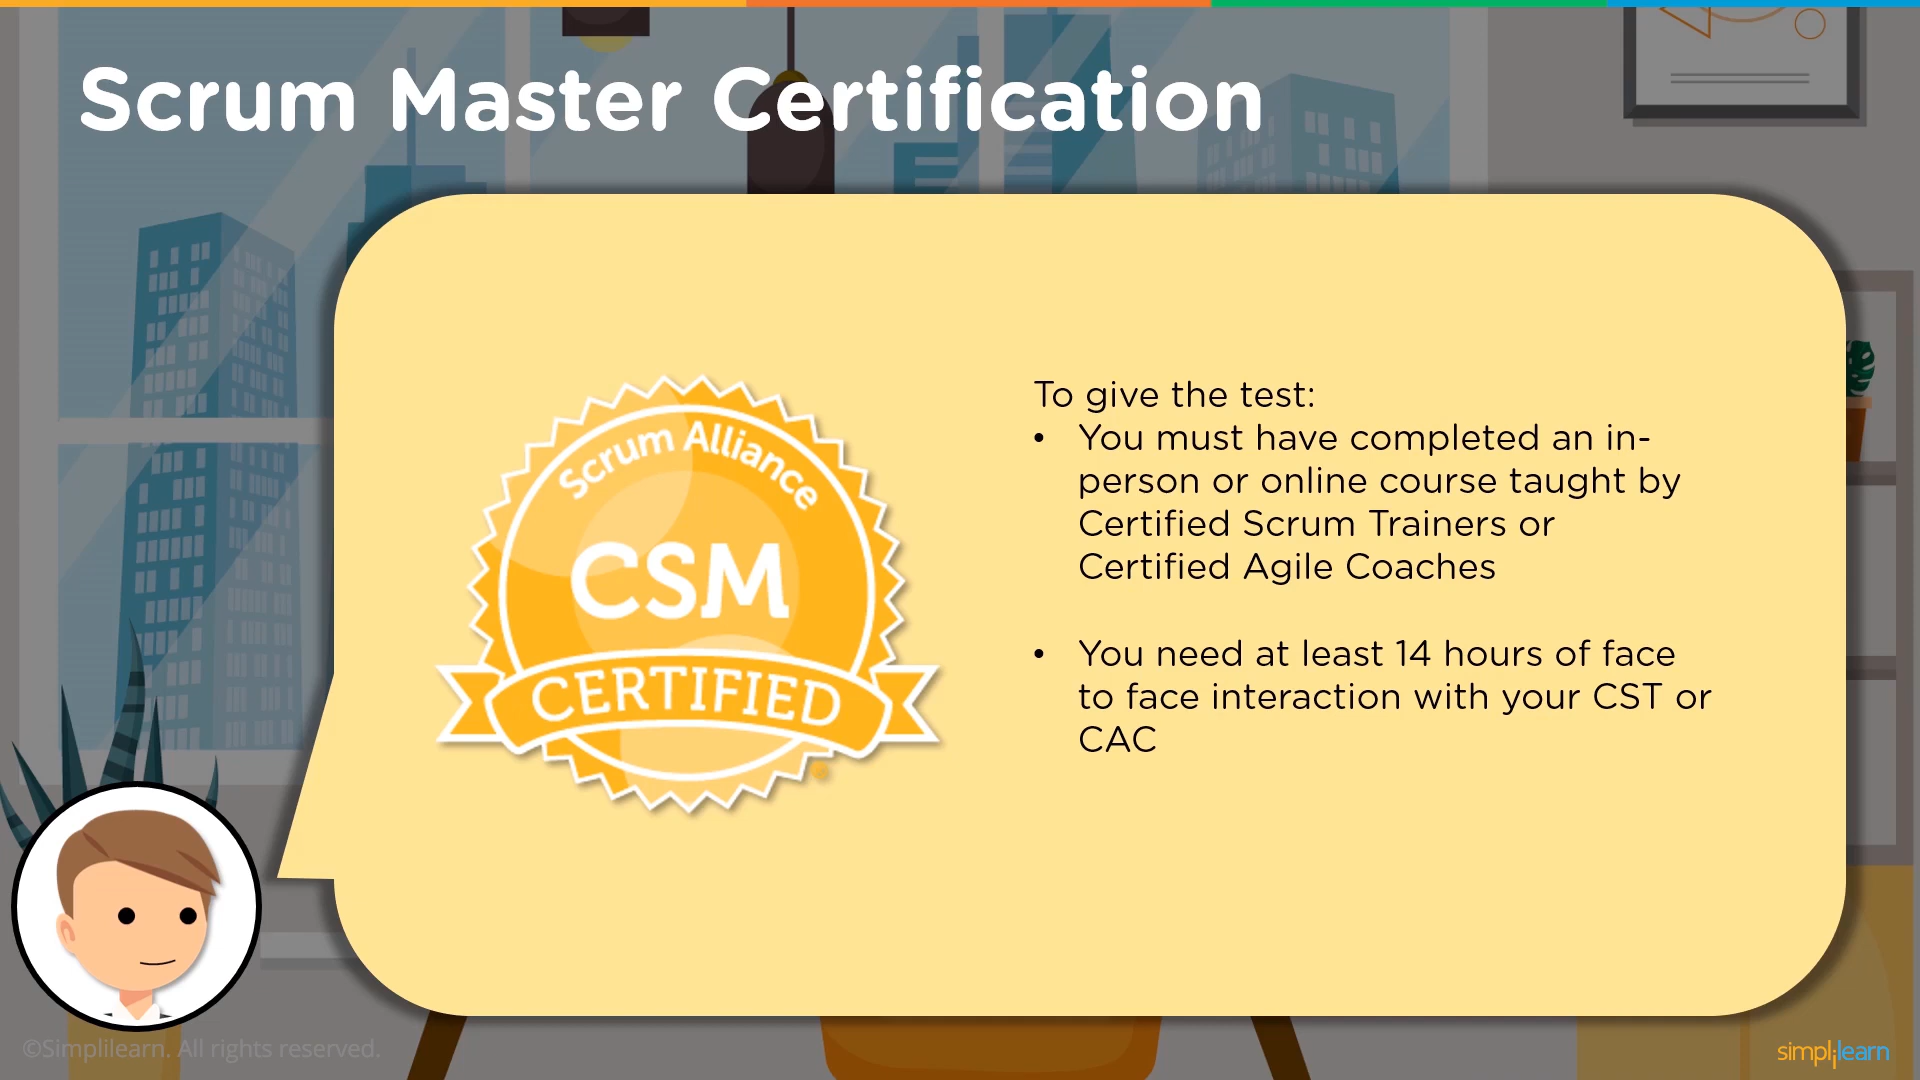 Scrum Master Certification
Scrum Alliance
CSM
CERTIFIED
To give the test:
• You must have completed an in-
person or online course taught by
Certified Scrum Trainers or
Certified Agile Coaches
• You need at least 14 hours of face
to face interaction with your CST or
CAC
©Simplilearn. All rights reserved.
simplilearn